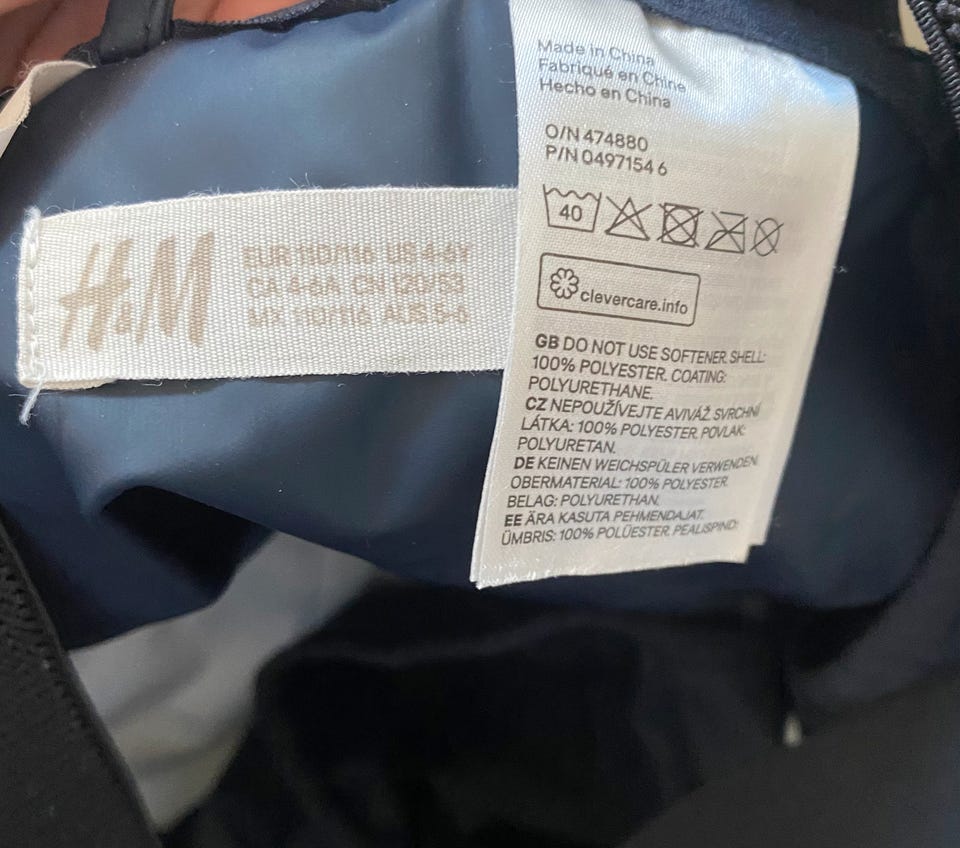 H&M
EUR 110/116 US 4-6Y
CA 4-6A CN 120/53
MX 110/116 AUS 5-6
Made in China
Fabriqué en Chine
Hecho en China
O/N 474880
P/N 0497154 6
40
clevercare.info
GB DO NOT USE SOFTENER. SHELL:
100% POLYESTER. COATING:
POLYURETHANE.
CZ NEPOUŽÍVEJTE AVIVÁŽ. SVRCHNÍ
LÁTKA: 100% POLYESTER. POVLAK:
POLYURETAN.
DE KEINEN WEICHSPÜLER VERWENDEN.
OBERMATERIAL: 100% POLYESTER.
BELAG: POLYURETHAN.
EE ÄRA KASUTA PEHMENDAJAT.
ÜMBRIS: 100% POLÜESTER. PEALISPIND: